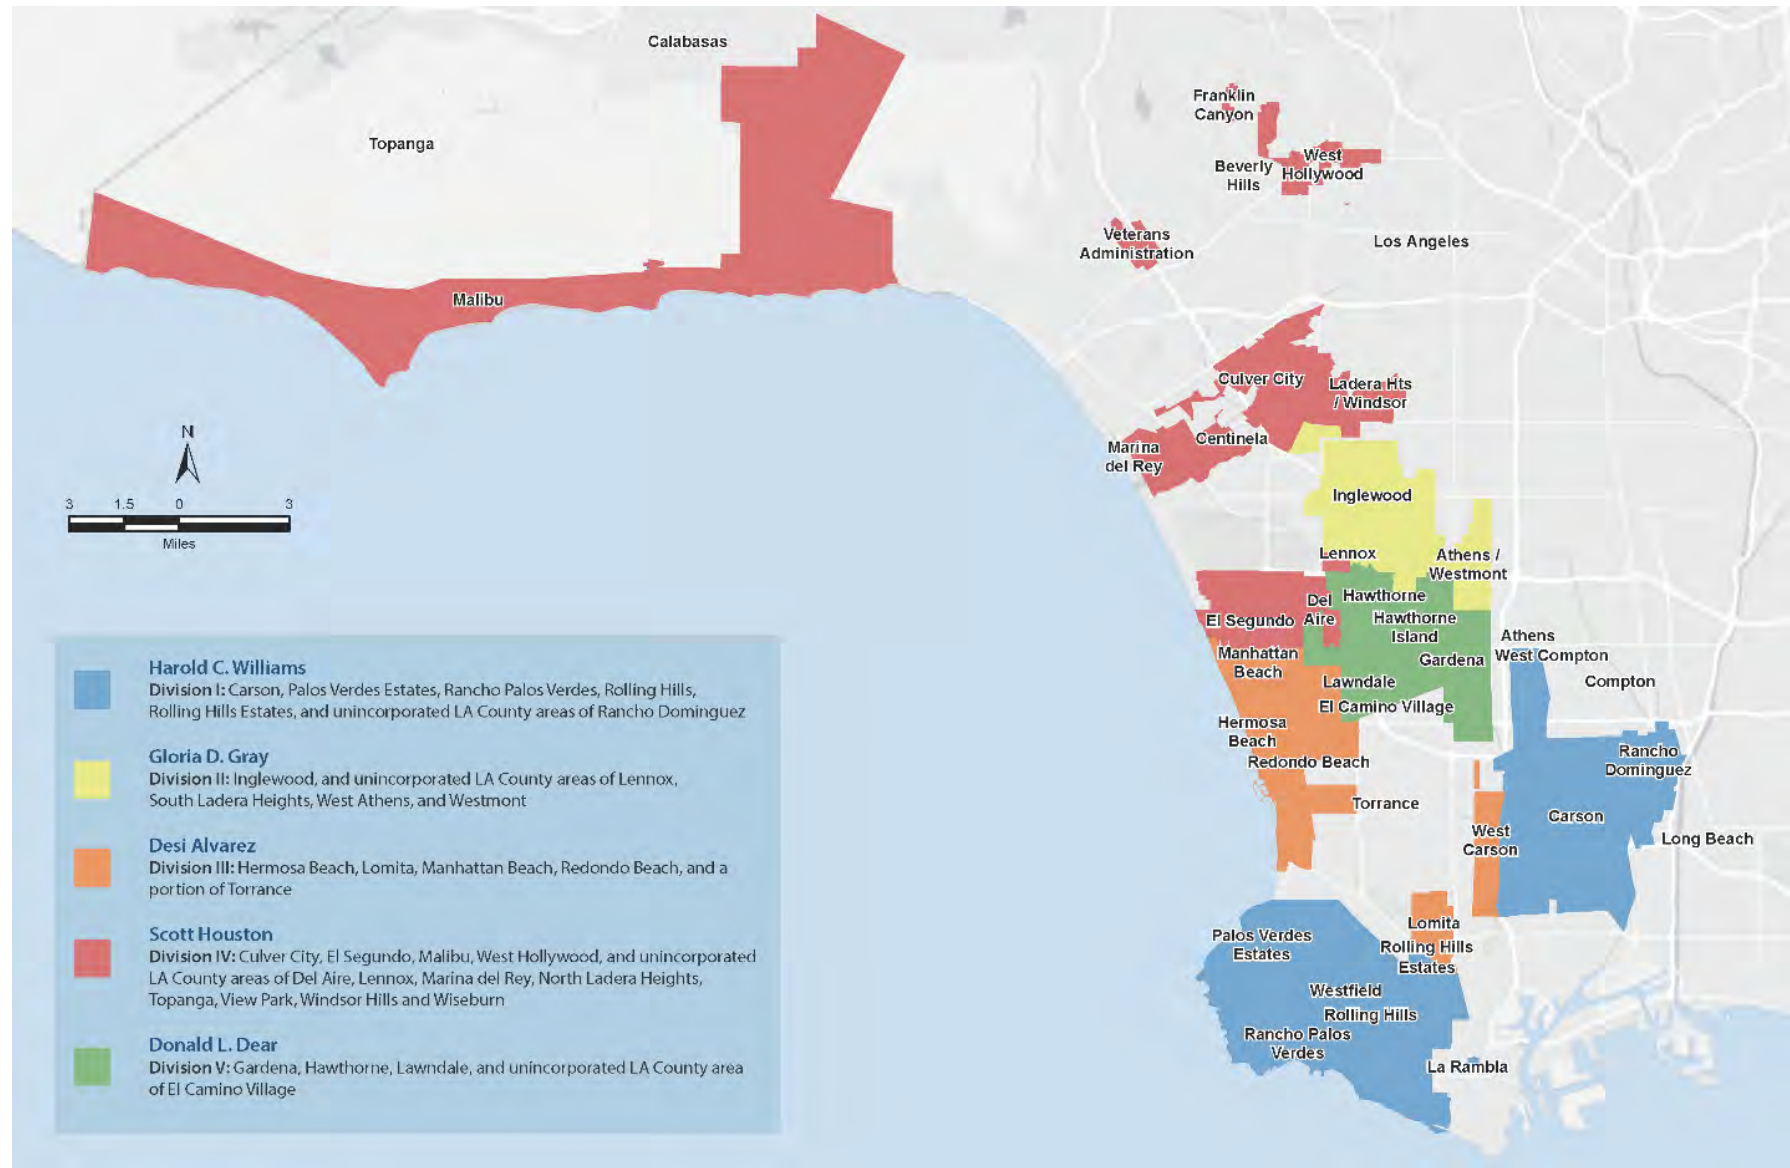 Calabasas
Topanga
Malibu
Franklin
Canyon
West
Hollywood
Beverly
Hills
Veterans
Administration
Los Angeles
Culver City
Ladera Hts
/ Windsor
Centinela
Marina
del Rey
Inglewood
Lennox
Athens /
Westmont
Hawthorne
Del
Aire
Hawthorne
Island
El Segundo
Athens
West Compton
Manhattan
Beach
Gardena
Compton
Lawndale
El Camino Village
Hermosa
Beach
Redondo Beach
Rancho
Dominguez
Torrance
Carson
West
Carson
Long Beach
Lomita
Palos Verdes
Estates
Rolling Hills
Estates
Westfield
Rolling Hills
Rancho Palos
Verdes
La Rambla
N
3 1.5 0 3
Miles
Harold C. Williams
Division I: Carson, Palos Verdes Estates, Rancho Palos Verdes, Rolling Hills,
Rolling Hills Estates, and unincorporated LA County areas of Rancho Dominguez
Gloria D. Gray
Division II: Inglewood, and unincorporated LA County areas of Lennox,
South Ladera Heights, West Athens, and Westmont
Desi Alvarez
Division III: Hermosa Beach, Lomita, Manhattan Beach, Redondo Beach, and a
portion of Torrance
Scott Houston
Division IV: Culver City, El Segundo, Malibu, West Hollywood, and unincorporated
LA County areas of Del Aire, Lennox, Marina del Rey, North Ladera Heights,
Topanga, View Park, Windsor Hills and Wiseburn
Donald L. Dear
Division V: Gardena, Hawthorne, Lawndale, and unincorporated LA County area
of El Camino Village